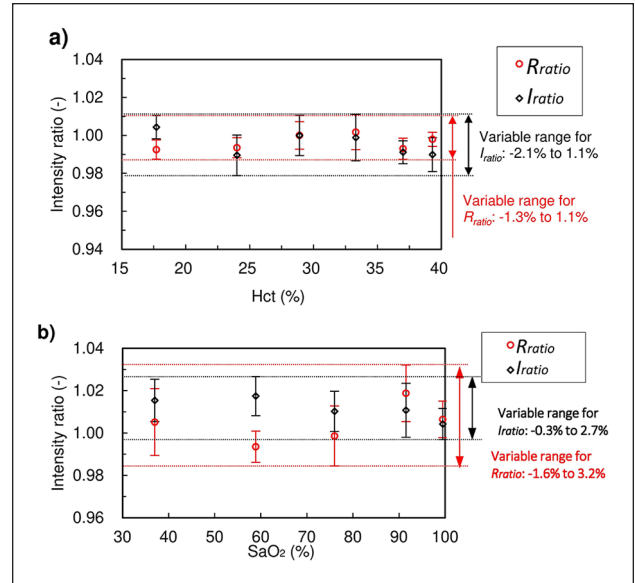 a)
1.04
1.02
1.00
0.98
0.96
0.94
Intensity ratio (-)
15 20 25 30 35 40
Hct (%)
Rratio
Iratio
Variable range for
Iratio: -2.1% to 1.1%
Variable range for
Rratio: -1.3% to 1.1%
b)
1.04
1.02
1.00
0.98
0.96
Intensity ratio (-)
30 40 50 60 70 80 90 100
SaO2 (%)
Rratio
Iratio
Variable range for
Iratio: -0.3% to 2.7%
Variable range for
Rratio: -1.6% to 3.2%